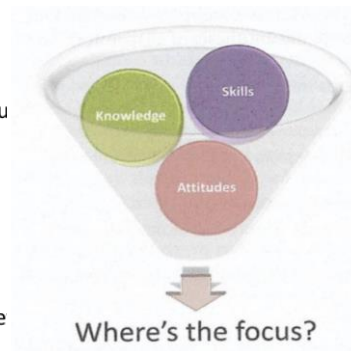 u
Skills
Knowledge
Attitudes
e
Where's the focus?